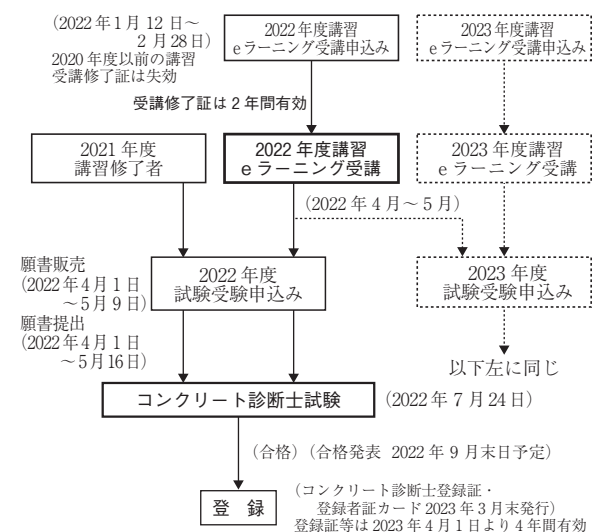 (2022年1月12日～
2月28日)
2020年度以前の講習
受講修了証は失効
2022年度講習
eラーニング受講申込み
2023年度講習
eラーニング受講申込み
受講修了証は2年間有効
2021年度
講習修了者
2022年度講習
eラーニング受講
2023年度講習
eラーニング受講
(2022年4月～5月)
願書販売
(2022年4月1日
～5月9日)
願書提出
(2022年4月1日
～5月16日)
2022年度
試験受験申込み
2023年度
試験受験申込み
以下左に同じ
コンクリート診断士試験
(2022年7月24日)
(合格)(合格発表 2022年9月末日予定)
登 録
(コンクリート診断士登録証・
登録者証カード2023年3月末発行)
登録証等は2023年4月1日より4年間有効